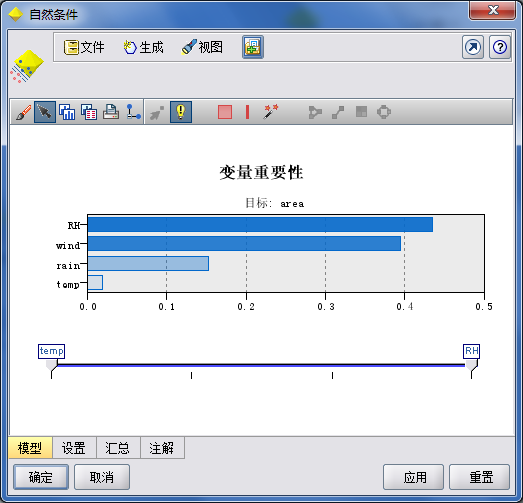 自然条件
文件 生成 视图
变量重要性
目标: area
RH
wind
rain
temp
0.0 0.1 0.2 0.3 0.4 0.5
temp RH
模型 设置 汇总 注解
确定 取消 应用 重置